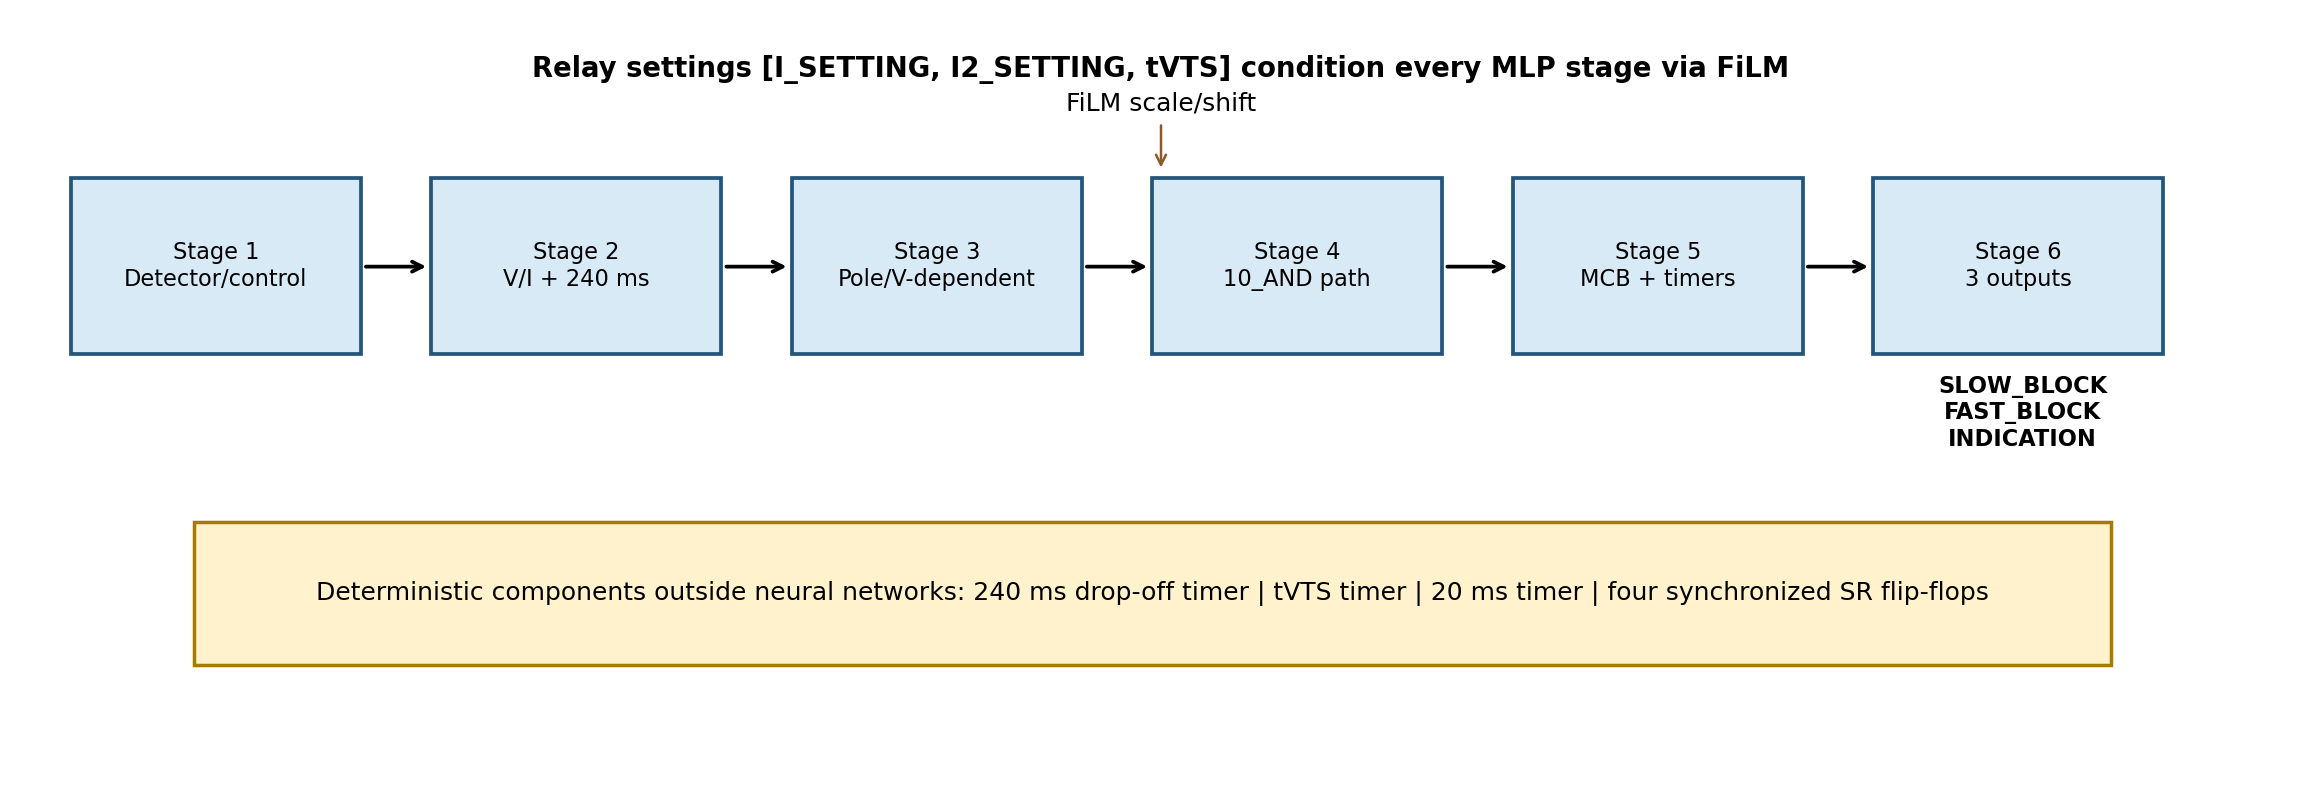 Relay settings [I_SETTING, I2_SETTING, tVTS] condition every MLP stage via FiLM
FiLM scale/shift
Stage 1
Detector/control
Stage 2
V/I + 240 ms
Stage 3
Pole/V-dependent
Stage 4
10_AND path
Stage 5
MCB + timers
Stage 6
3 outputs
SLOW_BLOCK
FAST_BLOCK
INDICATION
Deterministic components outside neural networks: 240 ms drop-off timer | tVTS timer | 20 ms timer | four synchronized SR flip-flops